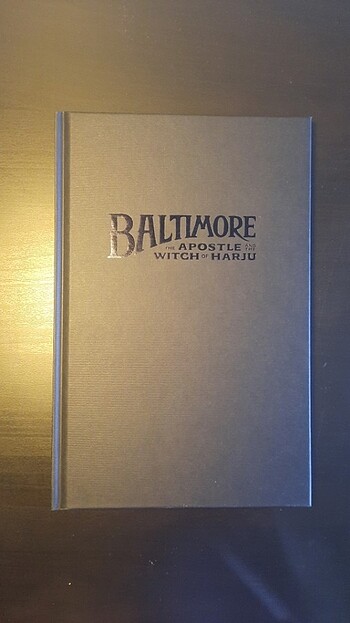 BALTIMORE
THE APOSTLE AND THE
WITCH OF HARJU